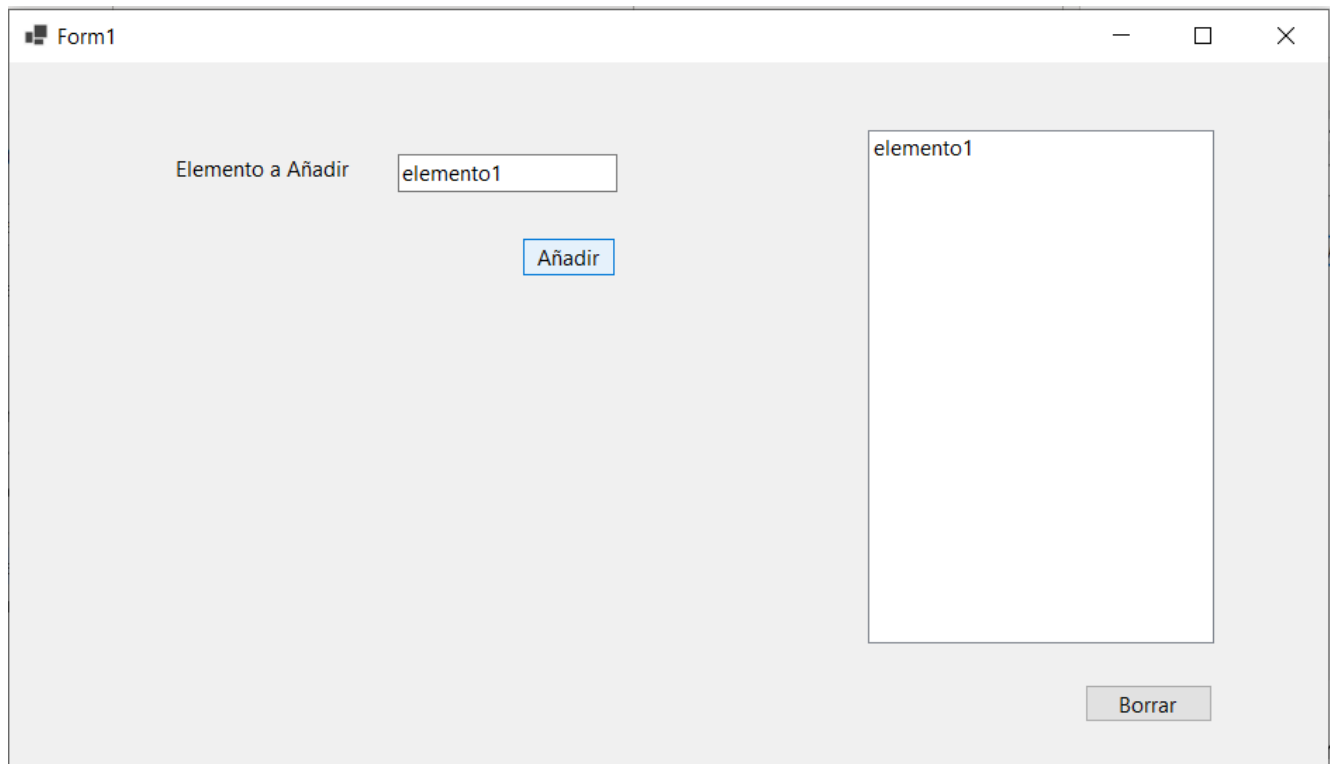 Form1
Elemento a Añadir
elemento1
Añadir
elemento1
Borrar